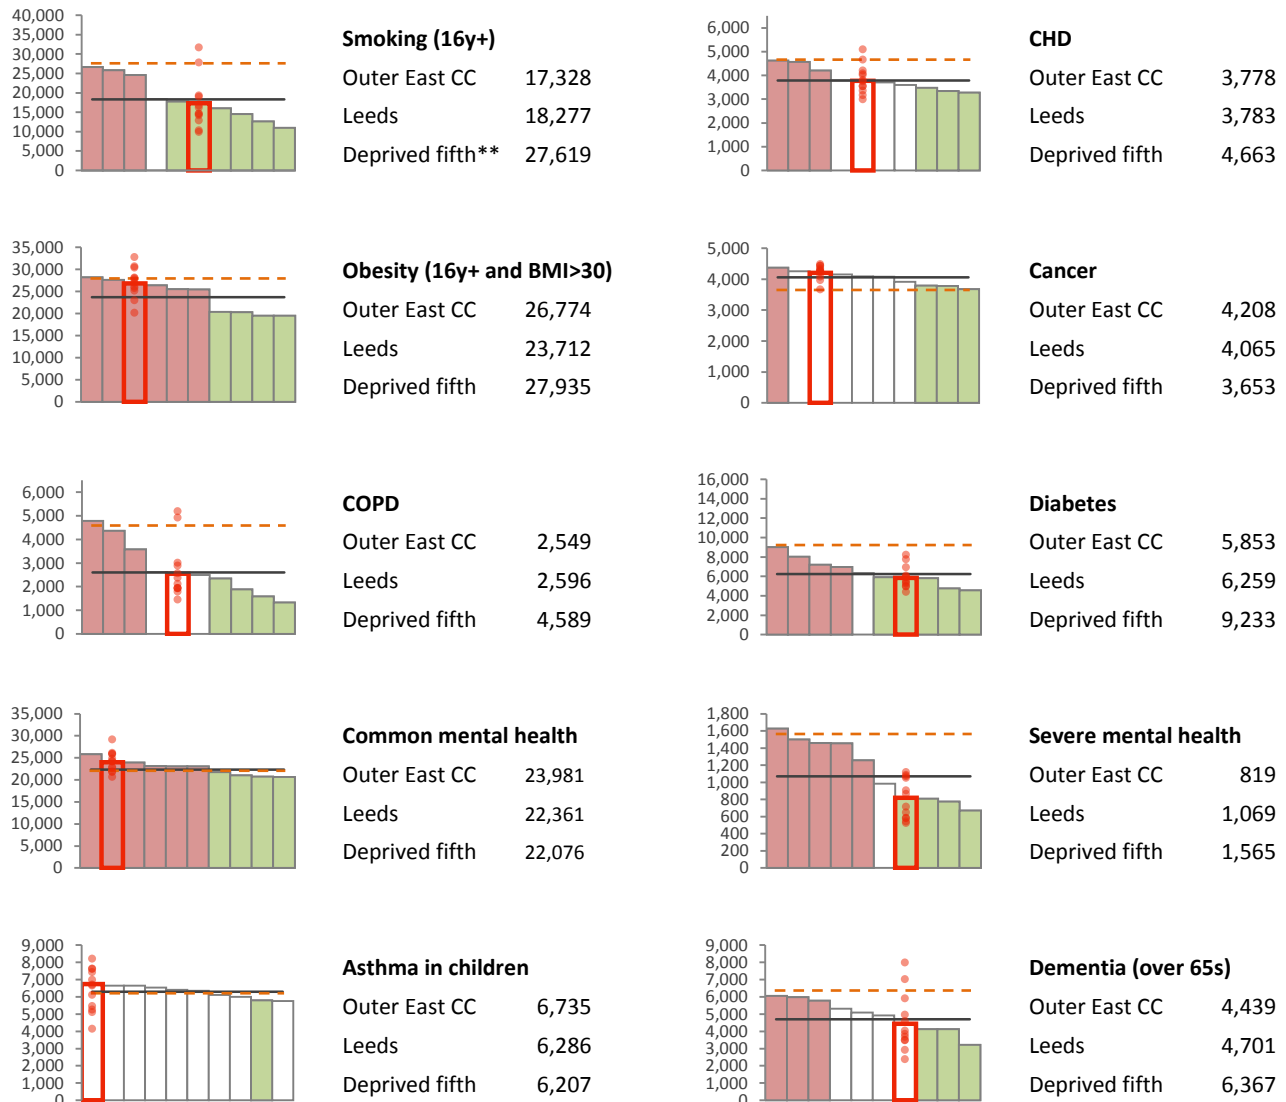 40,000
35,000
30,000
25,000
20,000
15,000
10,000
5,000
0
Smoking (16y+)
Outer East CC 17,328
Leeds 18,277
Deprived fifth** 27,619
6,000
5,000
4,000
3,000
2,000
1,000
0
CHD
Outer East CC 3,778
Leeds 3,783
Deprived fifth 4,663
35,000
30,000
25,000
20,000
15,000
10,000
5,000
0
Obesity (16y+ and BMI>30)
Outer East CC 26,774
Leeds 23,712
Deprived fifth 27,935
5,000
4,000
3,000
2,000
1,000
0
Cancer
Outer East CC 4,208
Leeds 4,065
Deprived fifth 3,653
6,000
5,000
4,000
3,000
2,000
1,000
0
COPD
Outer East CC 2,549
Leeds 2,596
Deprived fifth 4,589
16,000
14,000
12,000
10,000
8,000
6,000
4,000
2,000
0
Diabetes
Outer East CC 5,853
Leeds 6,259
Deprived fifth 9,233
35,000
30,000
25,000
20,000
15,000
10,000
5,000
0
Common mental health
Outer East CC 23,981
Leeds 22,361
Deprived fifth 22,076
1,800
1,600
1,400
1,200
1,000
800
600
400
200
0
Severe mental health
Outer East CC 819
Leeds 1,069
Deprived fifth 1,565
9,000
8,000
7,000
6,000
5,000
4,000
3,000
2,000
1,000
0
Asthma in children
Outer East CC 6,735
Leeds 6,286
Deprived fifth 6,207
9,000
8,000
7,000
6,000
5,000
4,000
3,000
2,000
1,000
0
Dementia (over 65s)
Outer East CC 4,439
Leeds 4,701
Deprived fifth 6,367